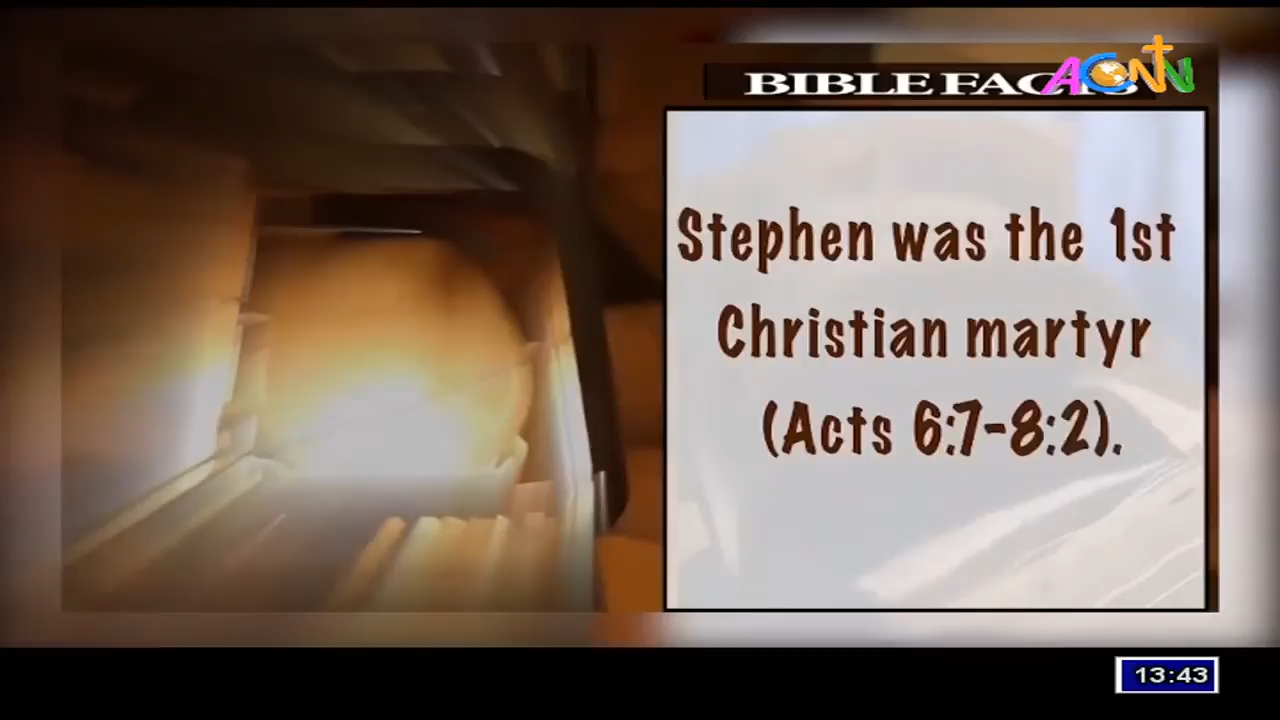 BIBLE FACTS
ACNN
Stephen was the 1st
Christian martyr
(Acts 6:7-8:2).
13:43